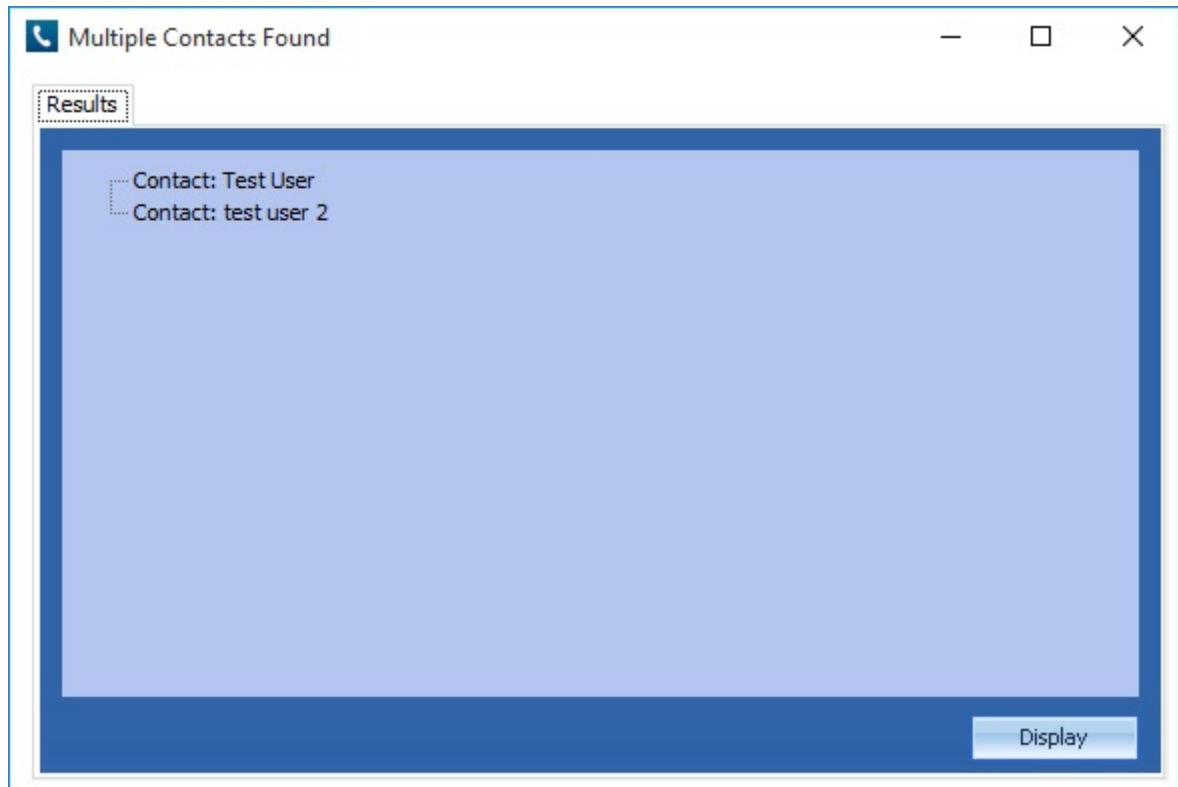 Multiple Contacts Found
Results
Contact: Test User
Contact: test user 2
Display